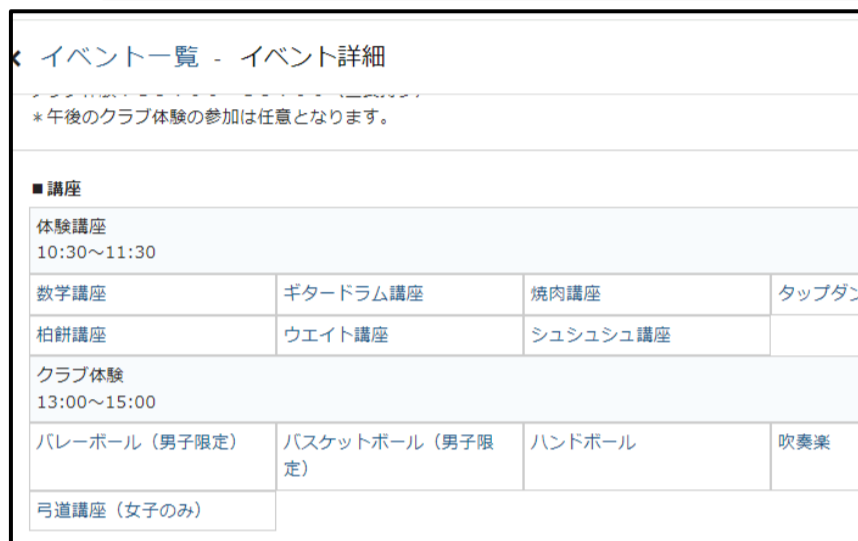 イベント一覧 - イベント詳細
＊午後のクラブ体験の参加は任意となります。
■講座
体験講座
10:30～11:30
数学講座 ギタードラム講座 焼肉講座 タップダン
柏餅講座 ウエイト講座 シュシュシュ講座
クラブ体験
13:00～15:00
バレーボール（男子限定） バスケットボール（男子限 ハンドボール 吹奏楽
定）
弓道講座（女子のみ）